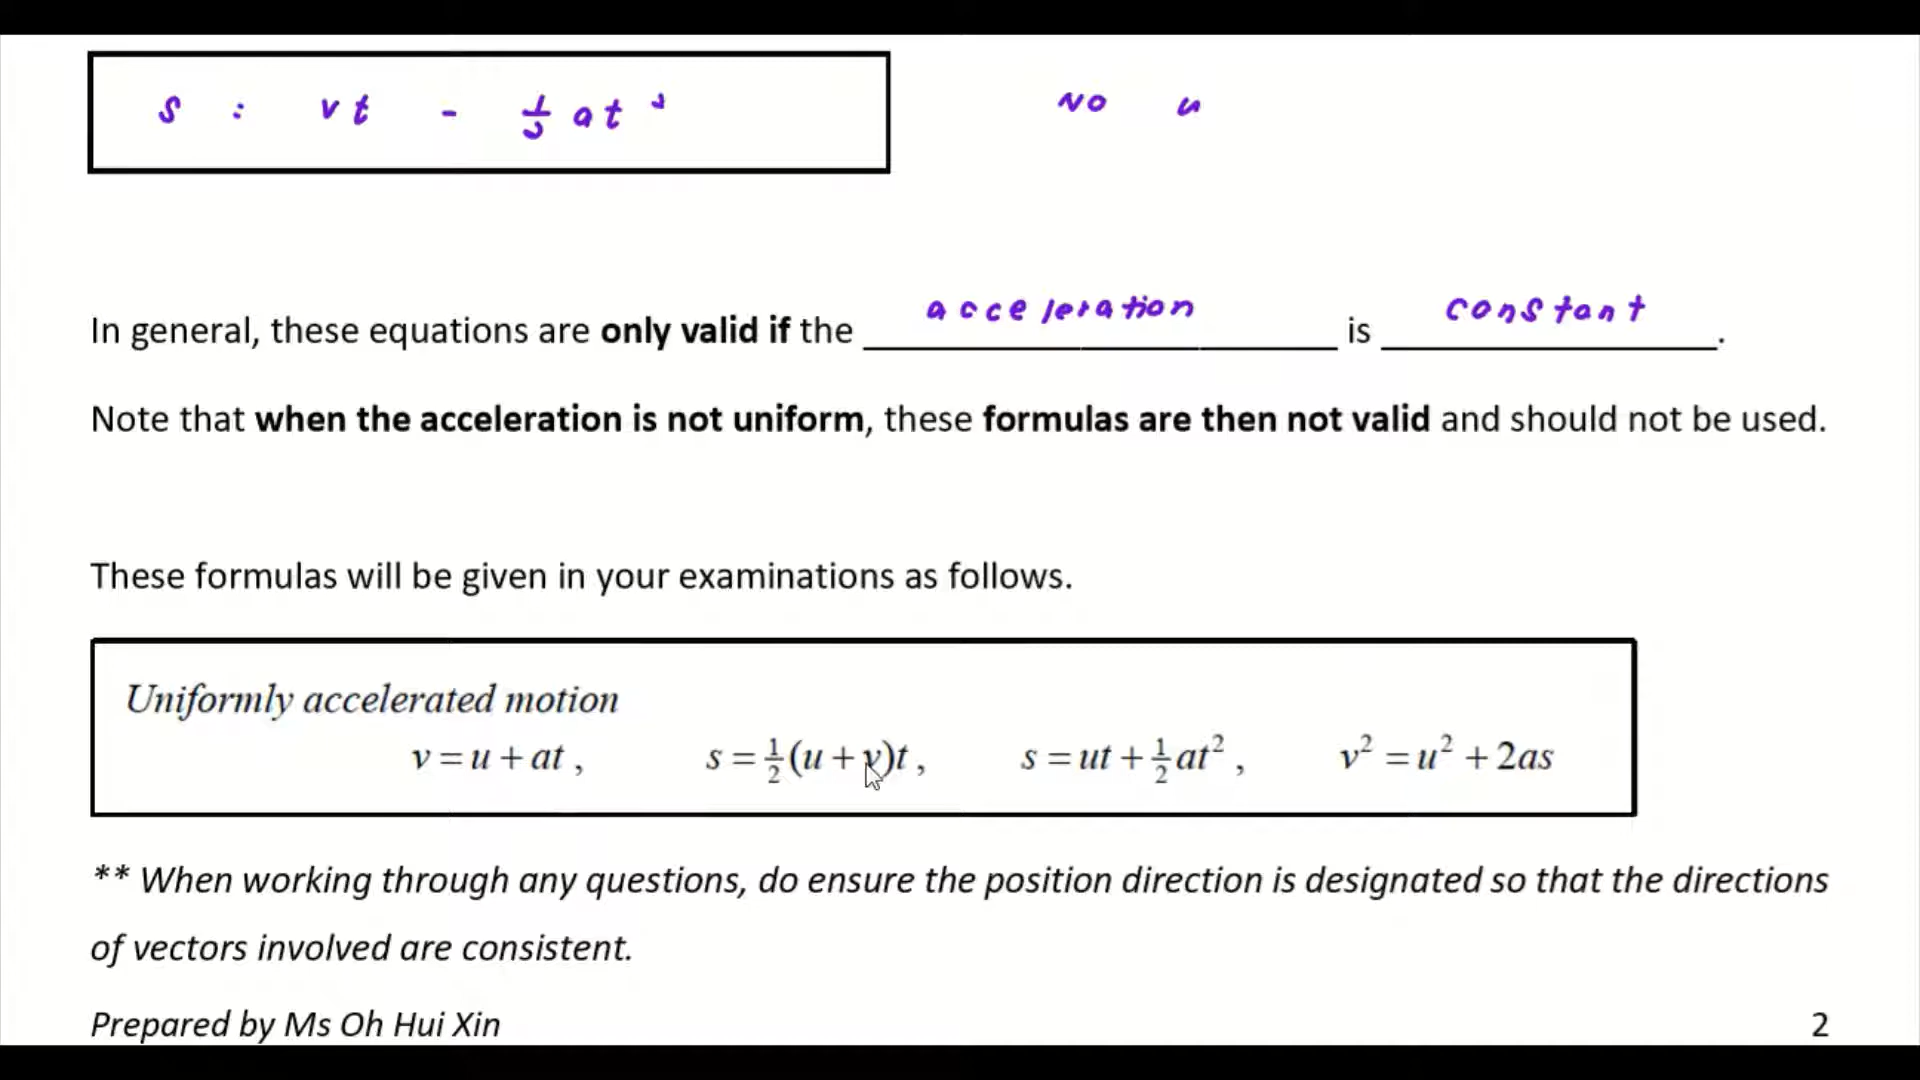 s : vt - ½at² NO u
acceleration constant
In general, these equations are only valid if the ____________________ is ______________.
Note that when the acceleration is not uniform, these formulas are then not valid and should not be used.
These formulas will be given in your examinations as follows.
Uniformly accelerated motion
v = u + at , s = ½(u + v)t , s = ut + ½at² , v² = u² + 2as
** When working through any questions, do ensure the position direction is designated so that the directions
of vectors involved are consistent.
Prepared by Ms Oh Hui Xin 2